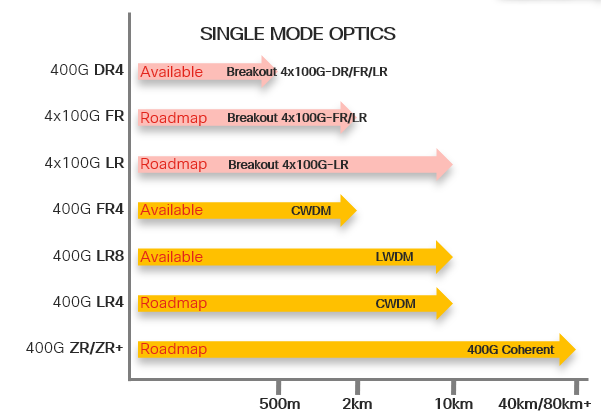 SINGLE MODE OPTICS
400G DR4 Available Breakout 4x100G-DR/FR/LR
4x100G FR Roadmap Breakout 4x100G-FR/LR
4x100G LR Roadmap Breakout 4x100G-LR
400G FR4 Available CWDM
400G LR8 Available LWDM
400G LR4 Roadmap CWDM
400G ZR/ZR+ Roadmap 400G Coherent
500m 2km 10km 40km/80km+